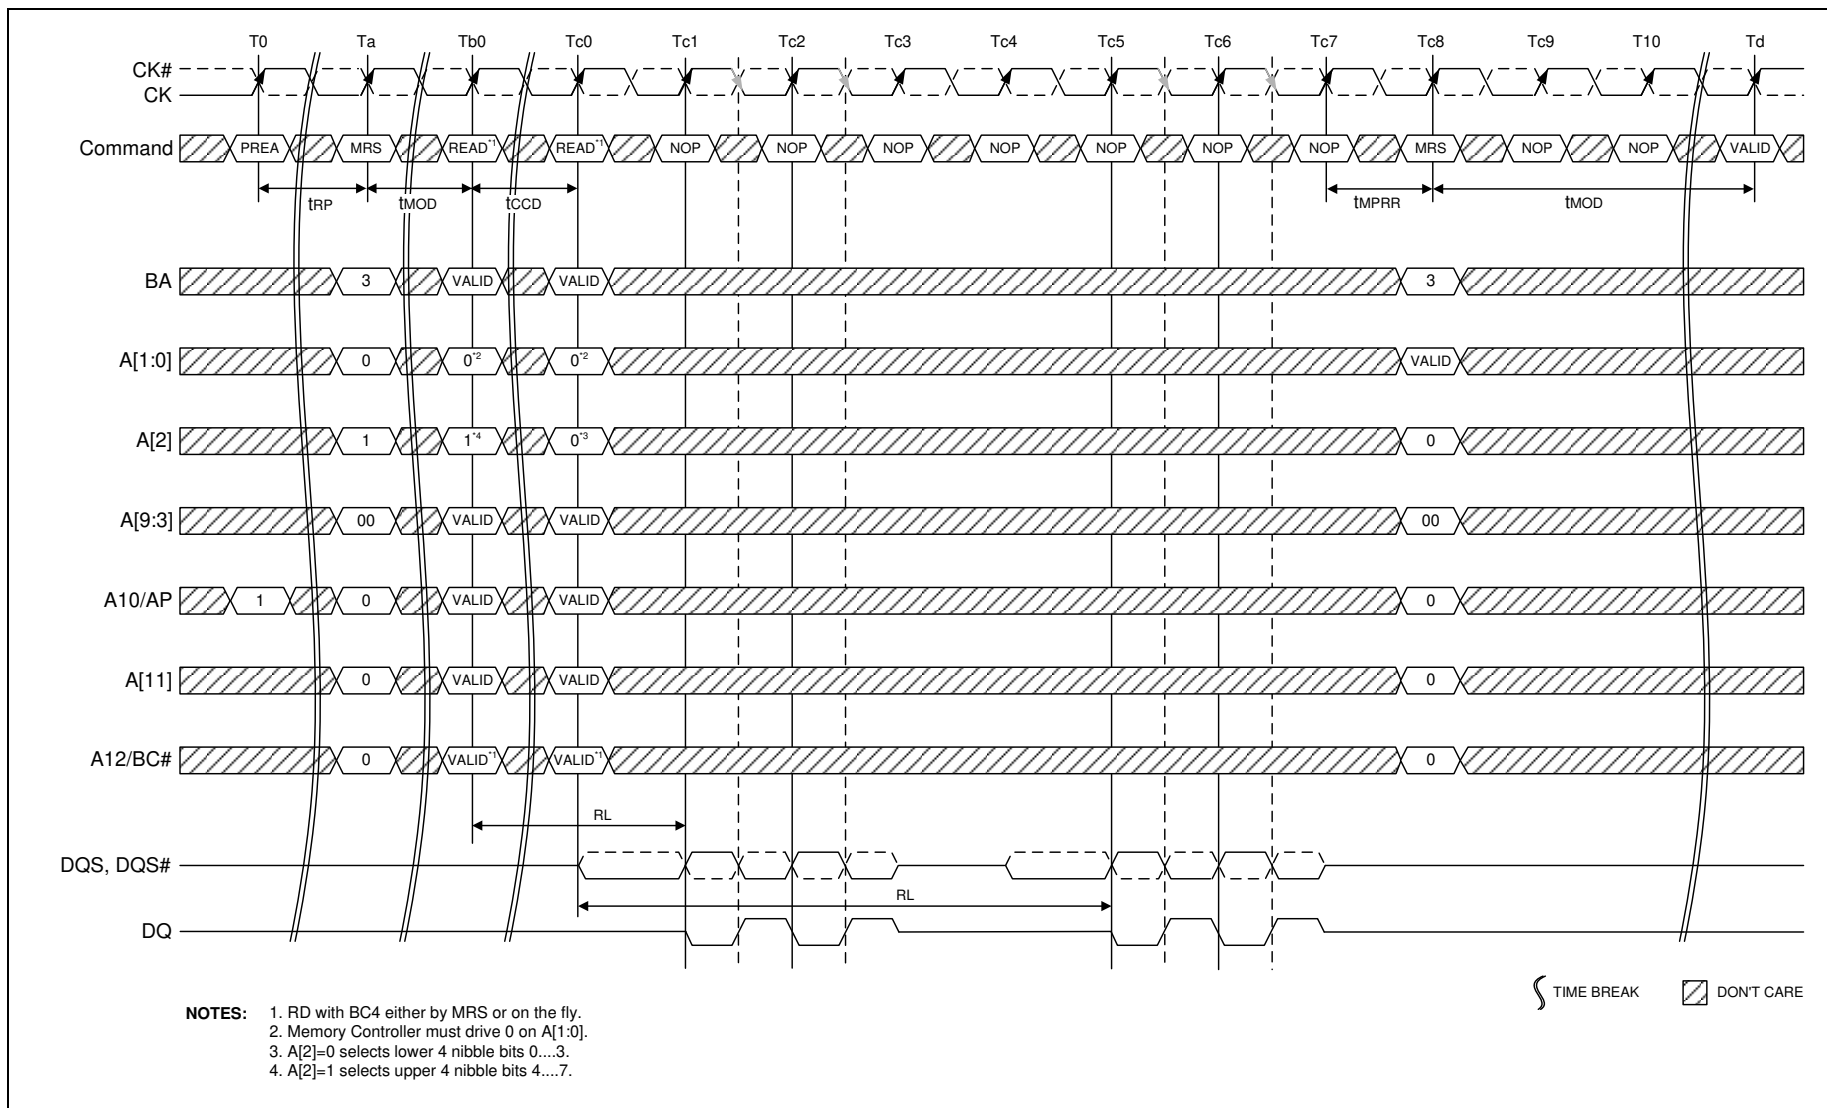 T0 Ta Tb0 Tc0 Tc1 Tc2 Tc3 Tc4 Tc5 Tc6 Tc7 Tc8 Tc9 T10 Td
CK#
CK
Command PREA MRS READ*1 READ*1 NOP NOP NOP NOP NOP NOP NOP MRS NOP NOP VALID
tRP tMOD tCCD tMPRR tMOD
BA 3 VALID VALID 3
A[1:0] 0 0*2 0*2 VALID
A[2] 1 1*4 0*3 0
A[9:3] 00 VALID VALID 00
A10/AP 1 0 VALID VALID 0
A[11] 0 VALID VALID 0
A12/BC# 0 VALID*1 VALID*1 0
RL
DQS, DQS#
RL
DQ
TIME BREAK DON'T CARE
NOTES: 1. RD with BC4 either by MRS or on the fly.
2. Memory Controller must drive 0 on A[1:0].
3. A[2]=0 selects lower 4 nibble bits 0....3.
4. A[2]=1 selects upper 4 nibble bits 4....7.